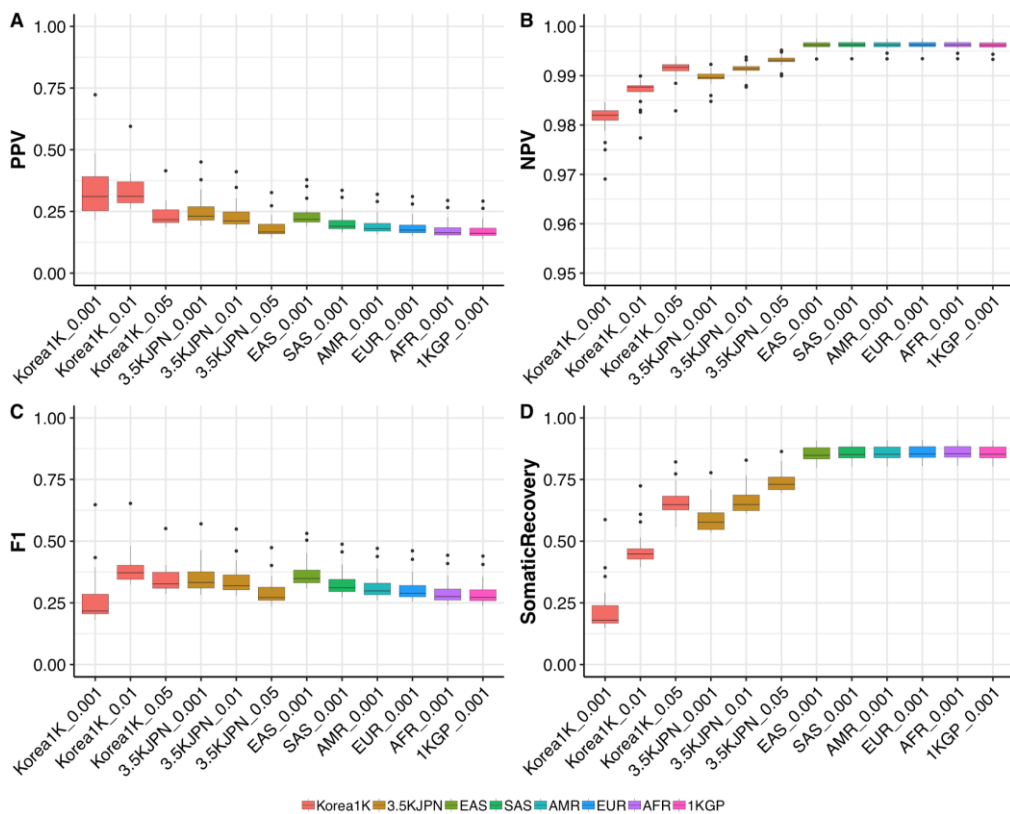 A
PPV
1.00
0.75
0.50
0.25
0.00
Korea1K_0.001
Korea1K_0.01
Korea1K_0.05
3.5KJPN_0.001
3.5KJPN_0.01
3.5KJPN_0.05
EAS_0.001
SAS_0.001
AMR_0.001
EUR_0.001
AFR_0.001
1KGP_0.001
B
NPV
1.00
0.99
0.98
0.97
0.96
0.95
Korea1K_0.001
Korea1K_0.01
Korea1K_0.05
3.5KJPN_0.001
3.5KJPN_0.01
3.5KJPN_0.05
EAS_0.001
SAS_0.001
AMR_0.001
EUR_0.001
AFR_0.001
1KGP_0.001
C
F1
1.00
0.75
0.50
0.25
0.00
Korea1K_0.001
Korea1K_0.01
Korea1K_0.05
3.5KJPN_0.001
3.5KJPN_0.01
3.5KJPN_0.05
EAS_0.001
SAS_0.001
AMR_0.001
EUR_0.001
AFR_0.001
1KGP_0.001
D
SomaticRecovery
1.00
0.75
0.50
0.25
0.00
Korea1K_0.001
Korea1K_0.01
Korea1K_0.05
3.5KJPN_0.001
3.5KJPN_0.01
3.5KJPN_0.05
EAS_0.001
SAS_0.001
AMR_0.001
EUR_0.001
AFR_0.001
1KGP_0.001
Korea1K 3.5KJPN EAS SAS AMR EUR AFR 1KGP